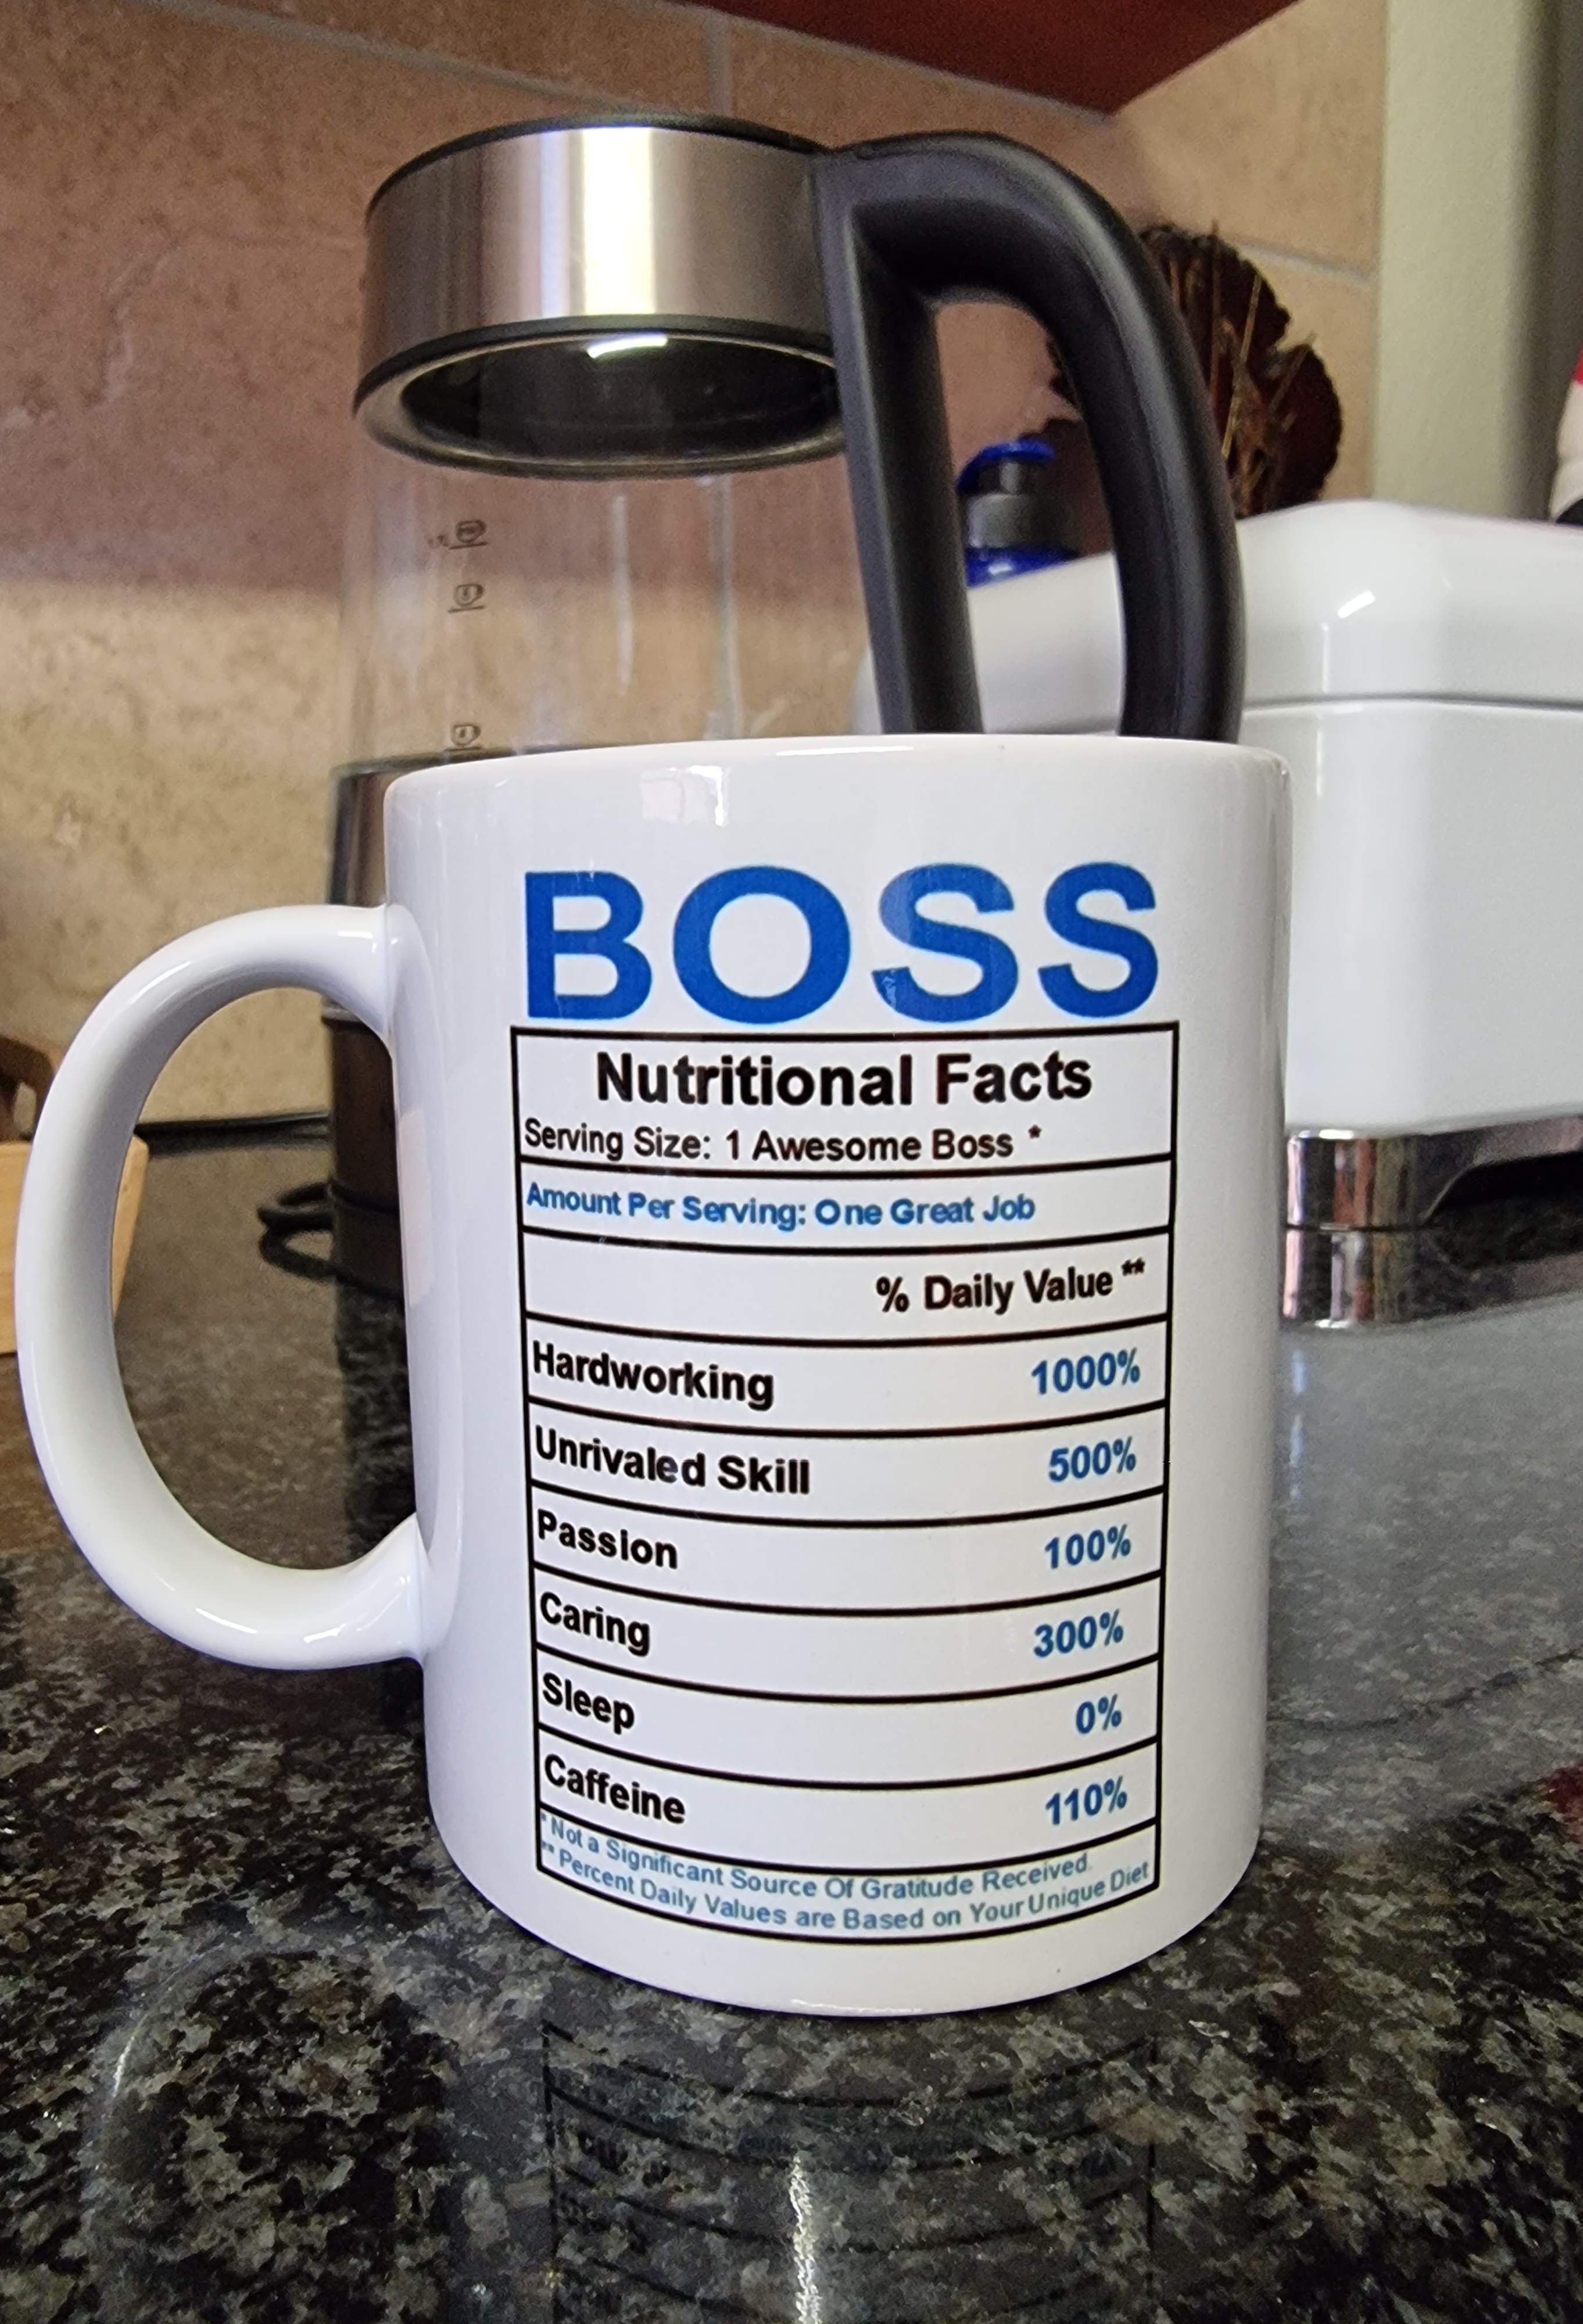 BOSS
Nutritional Facts
Serving Size: 1 Awesome Boss *
Amount Per Serving: One Great Job
% Daily Value **
Hardworking 1000%
Unrivaled Skill 500%
Passion 100%
Caring 300%
Sleep 0%
Caffeine 110%
* Not a Significant Source Of Gratitude Received.
** Percent Daily Values are Based on Your Unique Diet